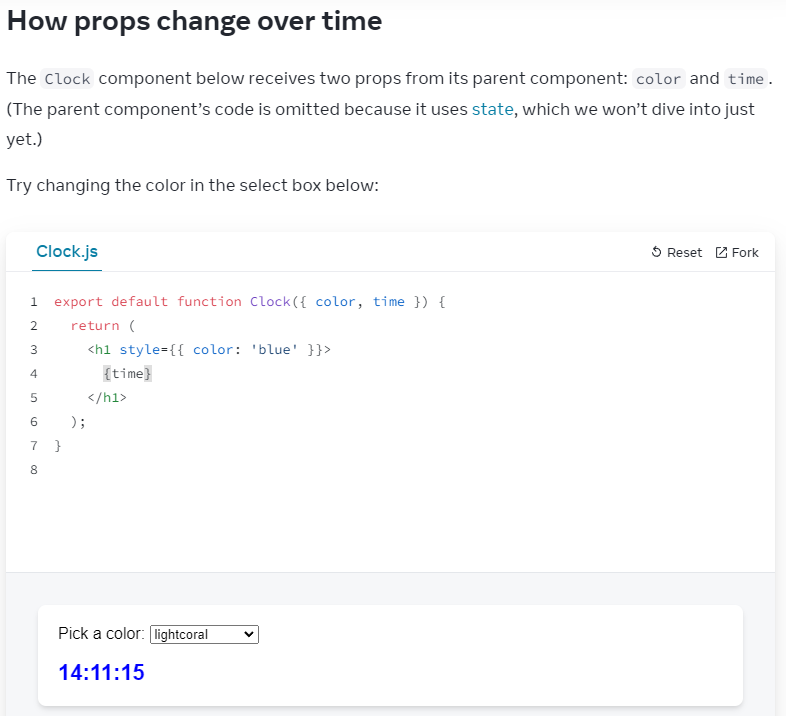 How props change over time
The Clock component below receives two props from its parent component: color and time.
(The parent component’s code is omitted because it uses state, which we won’t dive into just
yet.)
Try changing the color in the select box below:
Clock.js
Reset Fork
1 export default function Clock({ color, time }) {
2   return (
3     <h1 style={{ color: 'blue' }}>
4       {time}
5     </h1>
6   );
7 }
8
Pick a color: lightcoral
14:11:15